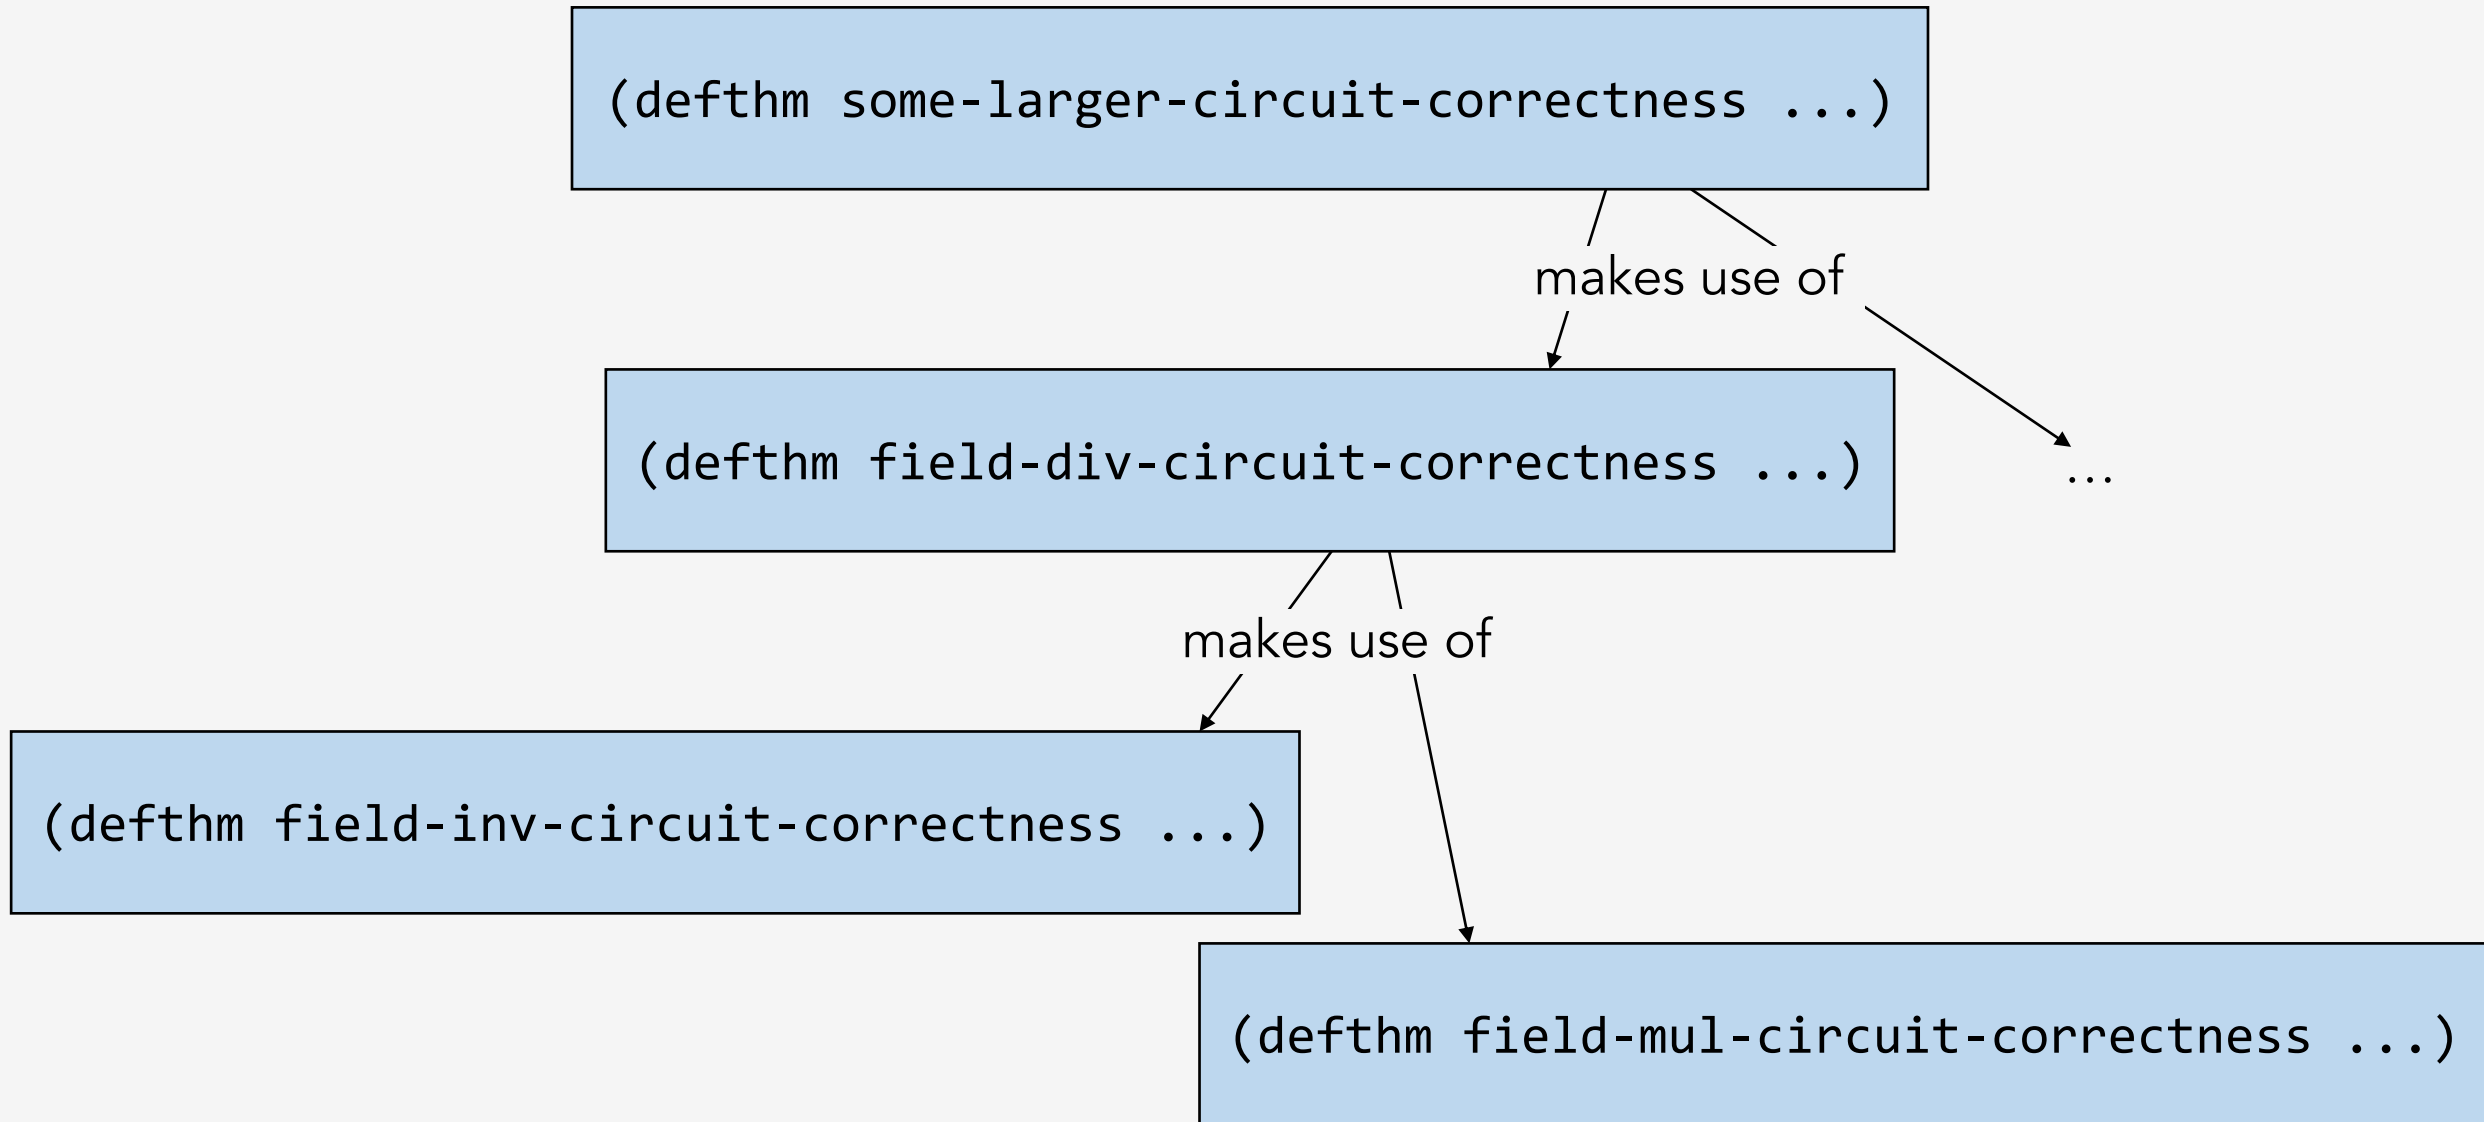 (defthm some-larger-circuit-correctness ...)
makes use of
(defthm field-div-circuit-correctness ...)
...
makes use of
(defthm field-inv-circuit-correctness ...)
(defthm field-mul-circuit-correctness ...)